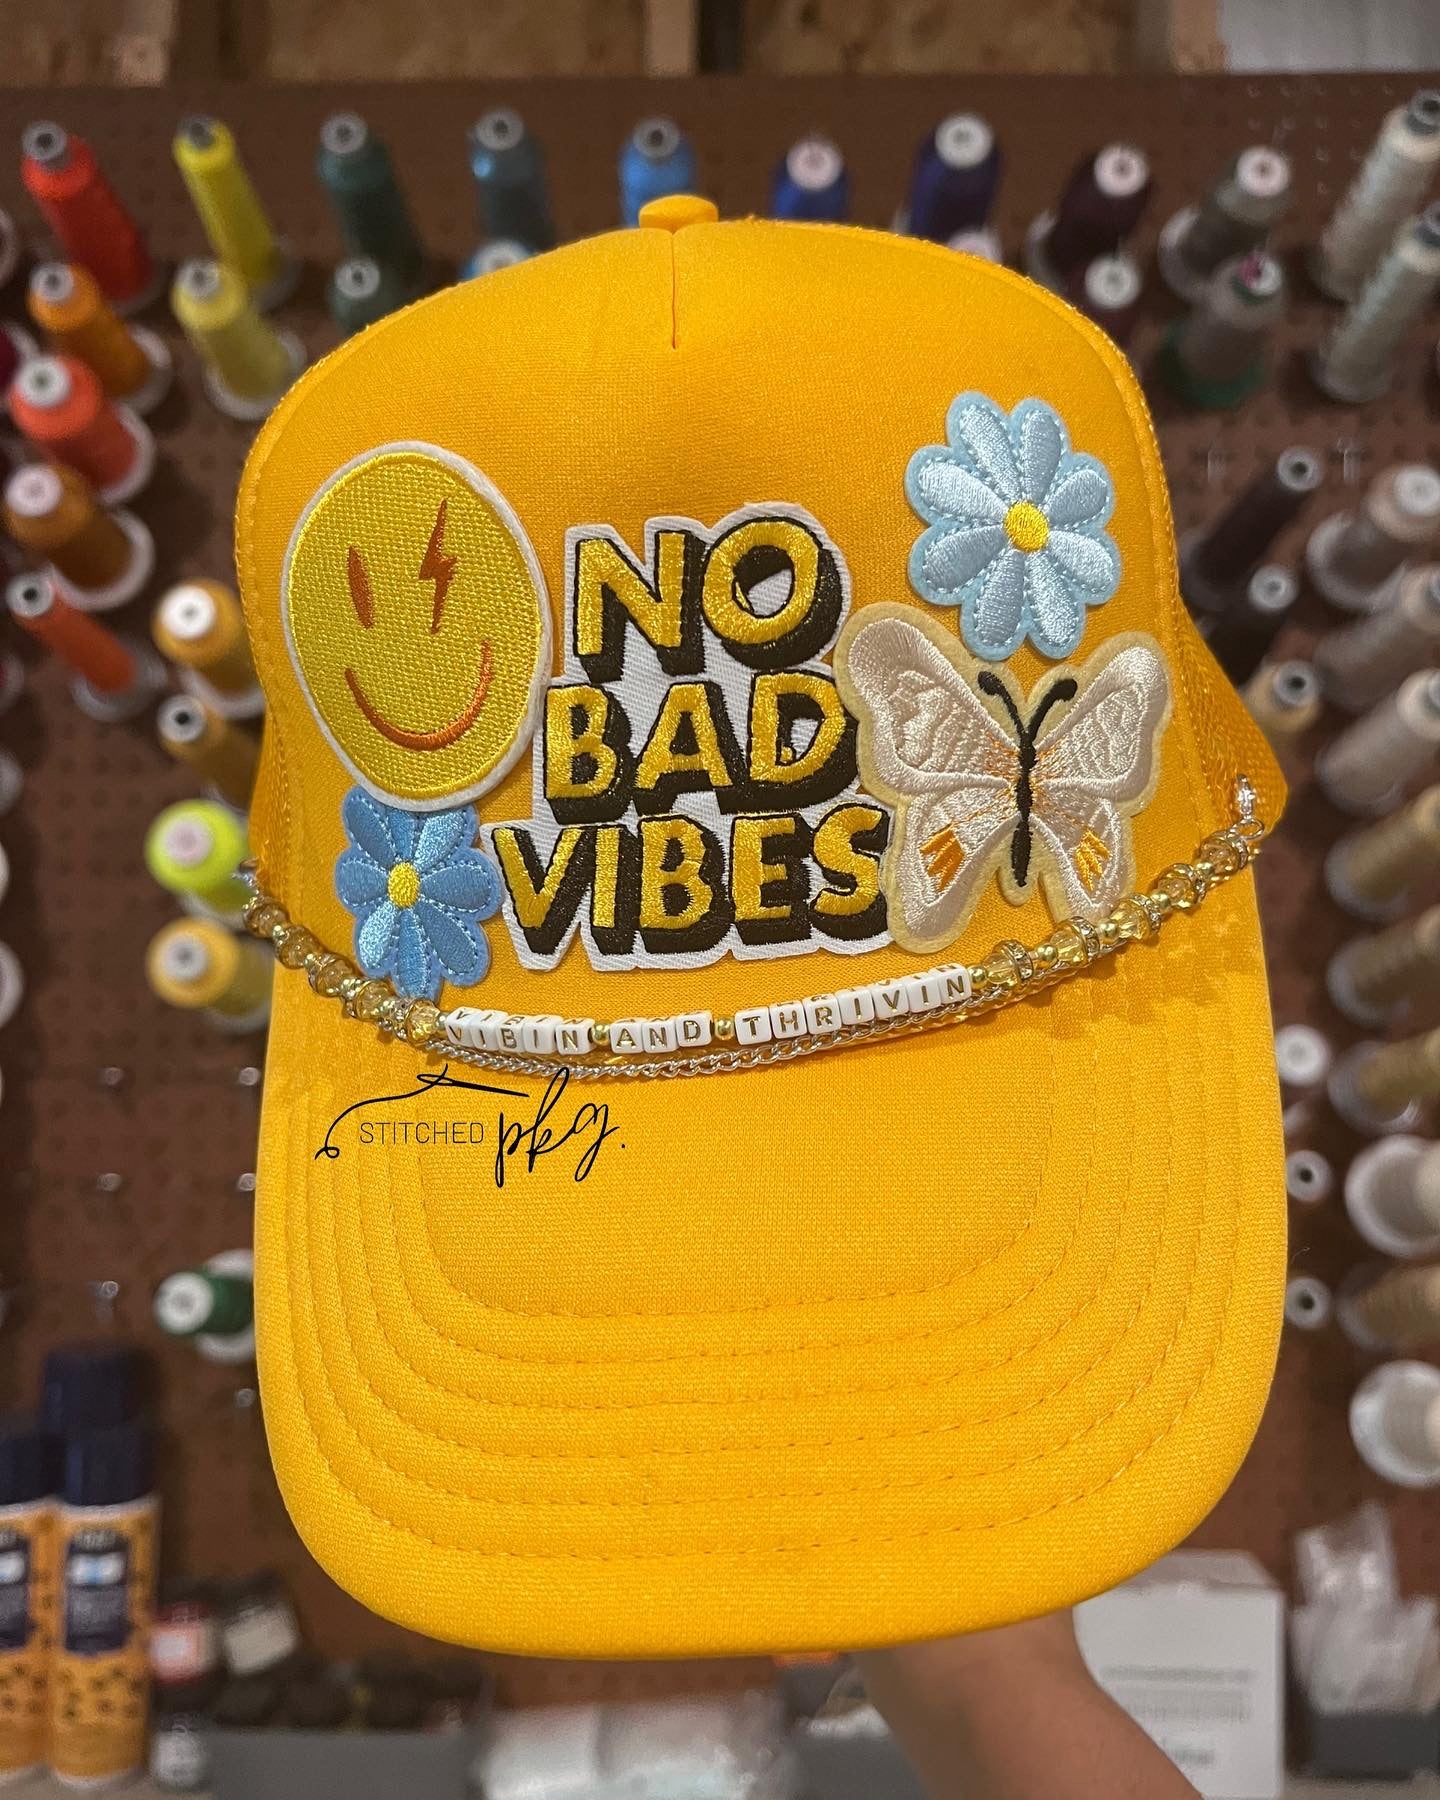 NO
BAD
VIBES
VIBIN AND THRIVIN
STITCHED pkg.